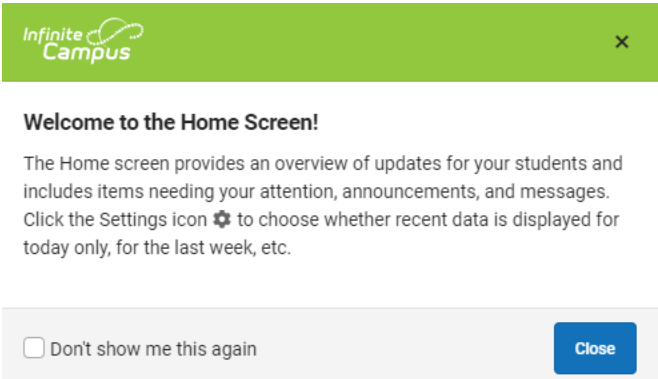 Infinite
Campus
×
Welcome to the Home Screen!
The Home screen provides an overview of updates for your students and
includes items needing your attention, announcements, and messages.
Click the Settings icon to choose whether recent data is displayed for
today only, for the last week, etc.
Don't show me this again
Close